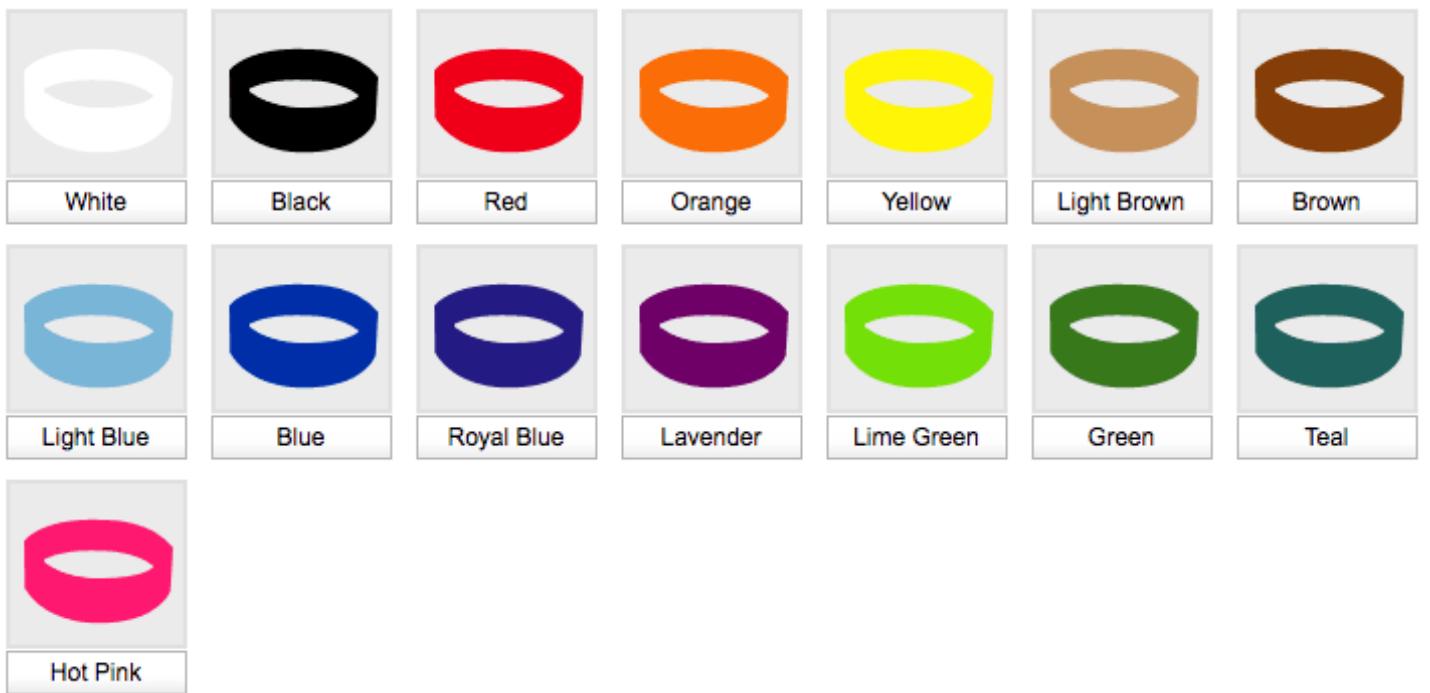 White Black Red Orange Yellow Light Brown Brown
Light Blue Blue Royal Blue Lavender Lime Green Green Teal
Hot Pink